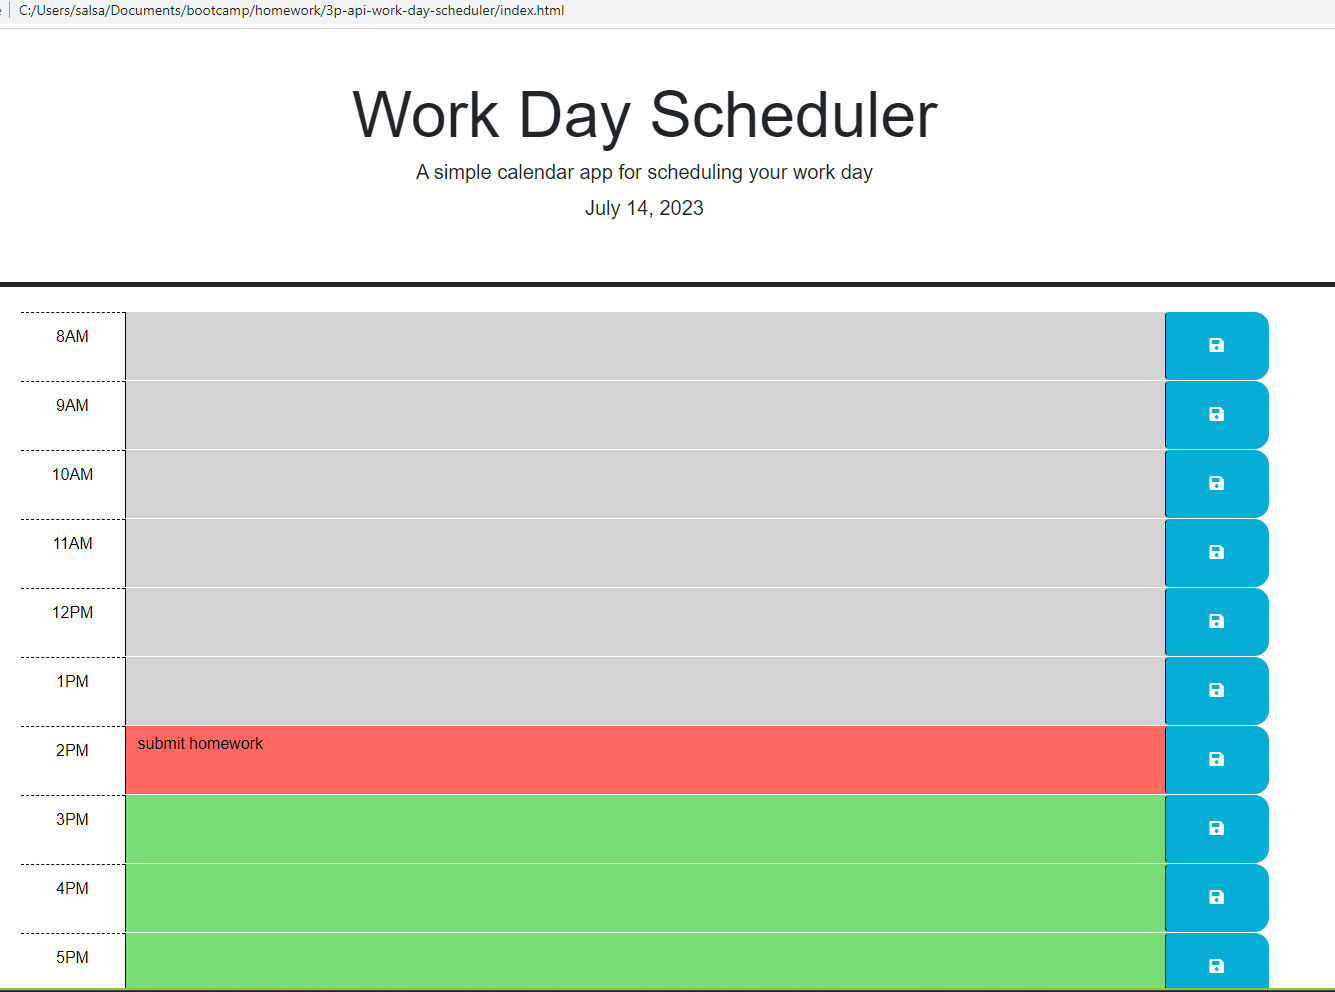 C:/Users/salsa/Documents/bootcamp/homework/3p-api-work-day-scheduler/index.html
Work Day Scheduler
A simple calendar app for scheduling your work day
July 14, 2023
8AM
9AM
10AM
11AM
12PM
1PM
2PM submit homework
3PM
4PM
5PM